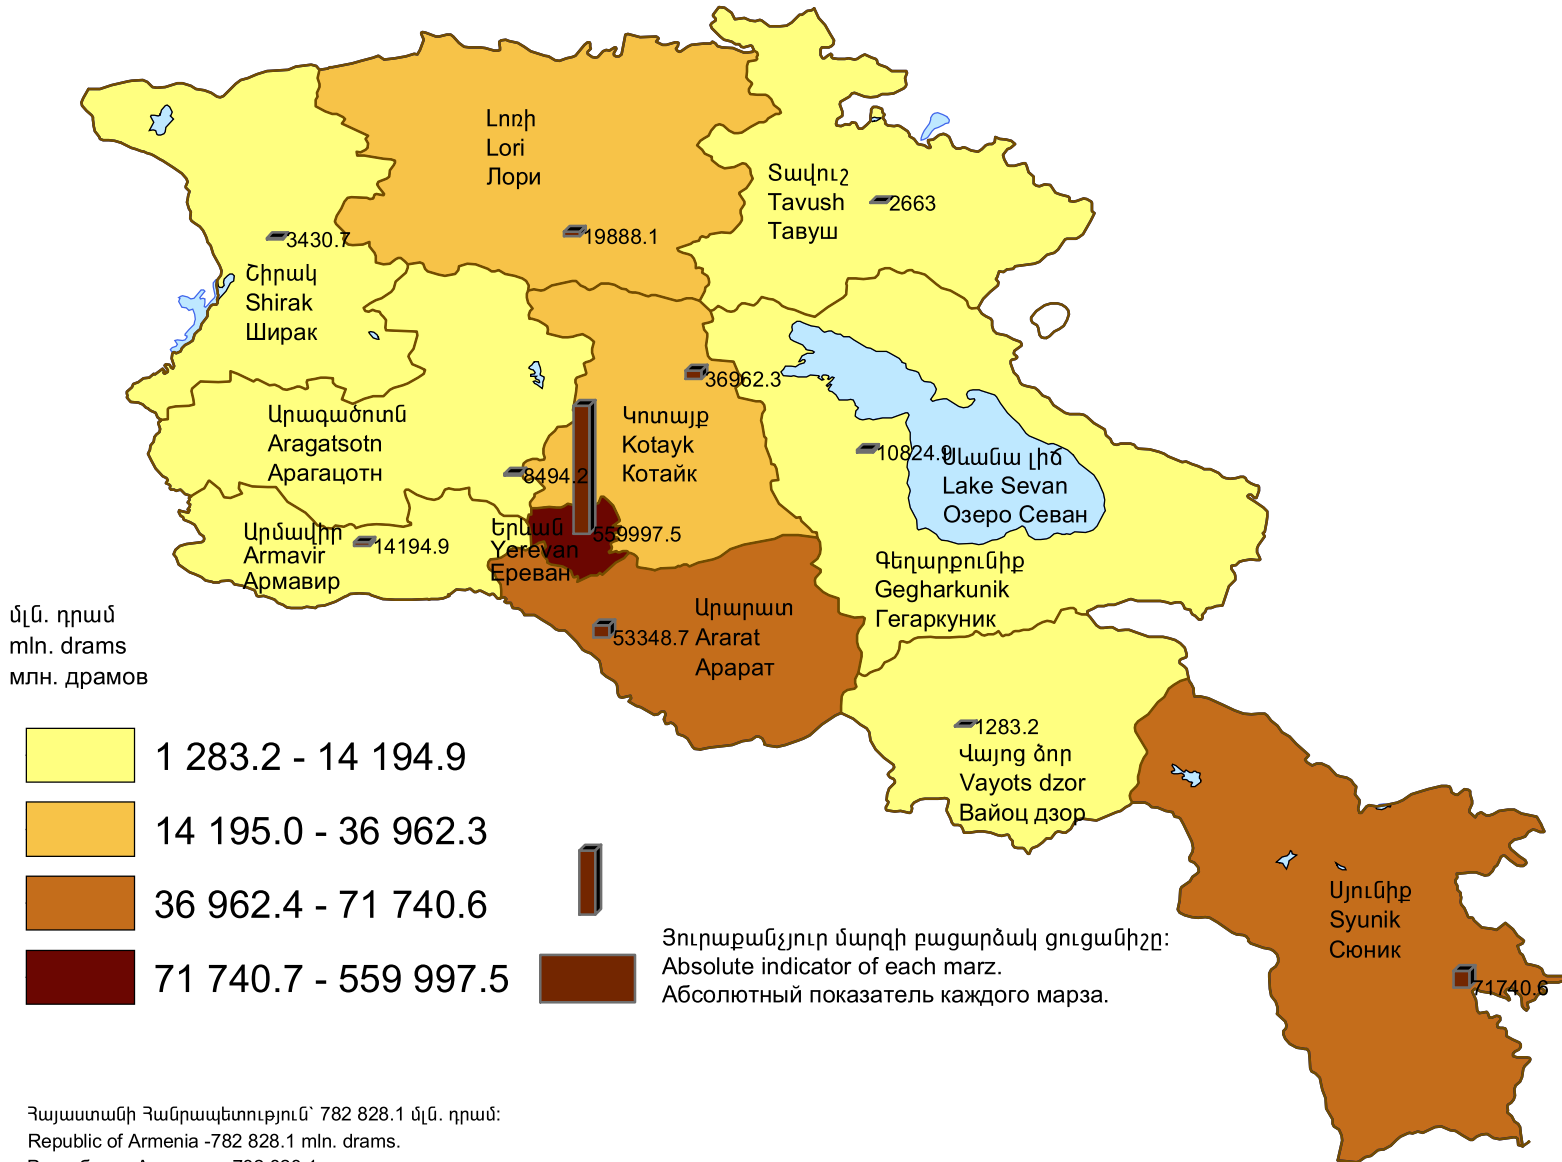 Լոռի
Lori
Лори
19888.1
Տավուշ
Tavush
Тавуш
2663
3430.7
Շիրակ
Shirak
Ширак
36962.3
Կոտայք
Kotayk
Котайк
Արագածոտն
Aragatsotn
Арагацотн
8494.2
10824.9
Սևանա լիճ
Lake Sevan
Озеро Севан
Արմավիր
Armavir
Армавир
14194.9
Երևան
Yerevan
Ереван
559997.5
Գեղարքունիք
Gegharkunik
Гегаркуник
Արարատ
Ararat
Арарат
53348.7
մլն. դրամ
mln. drams
млн. драмов
1283.2
Վայոց ձոր
Vayots dzor
Вайоц дзор
1 283.2 - 14 194.9
14 195.0 - 36 962.3
36 962.4 - 71 740.6
71 740.7 - 559 997.5
Սյունիք
Syunik
Сюник
71740.6
Յուրաքանչյուր մարզի բացարձակ ցուցանիշը:
Absolute indicator of each marz.
Абсолютный показатель каждого марза.
Հայաստանի Հանրապետություն` 782 828.1 մլն. դրամ:
Republic of Armenia -782 828.1 mln. drams.